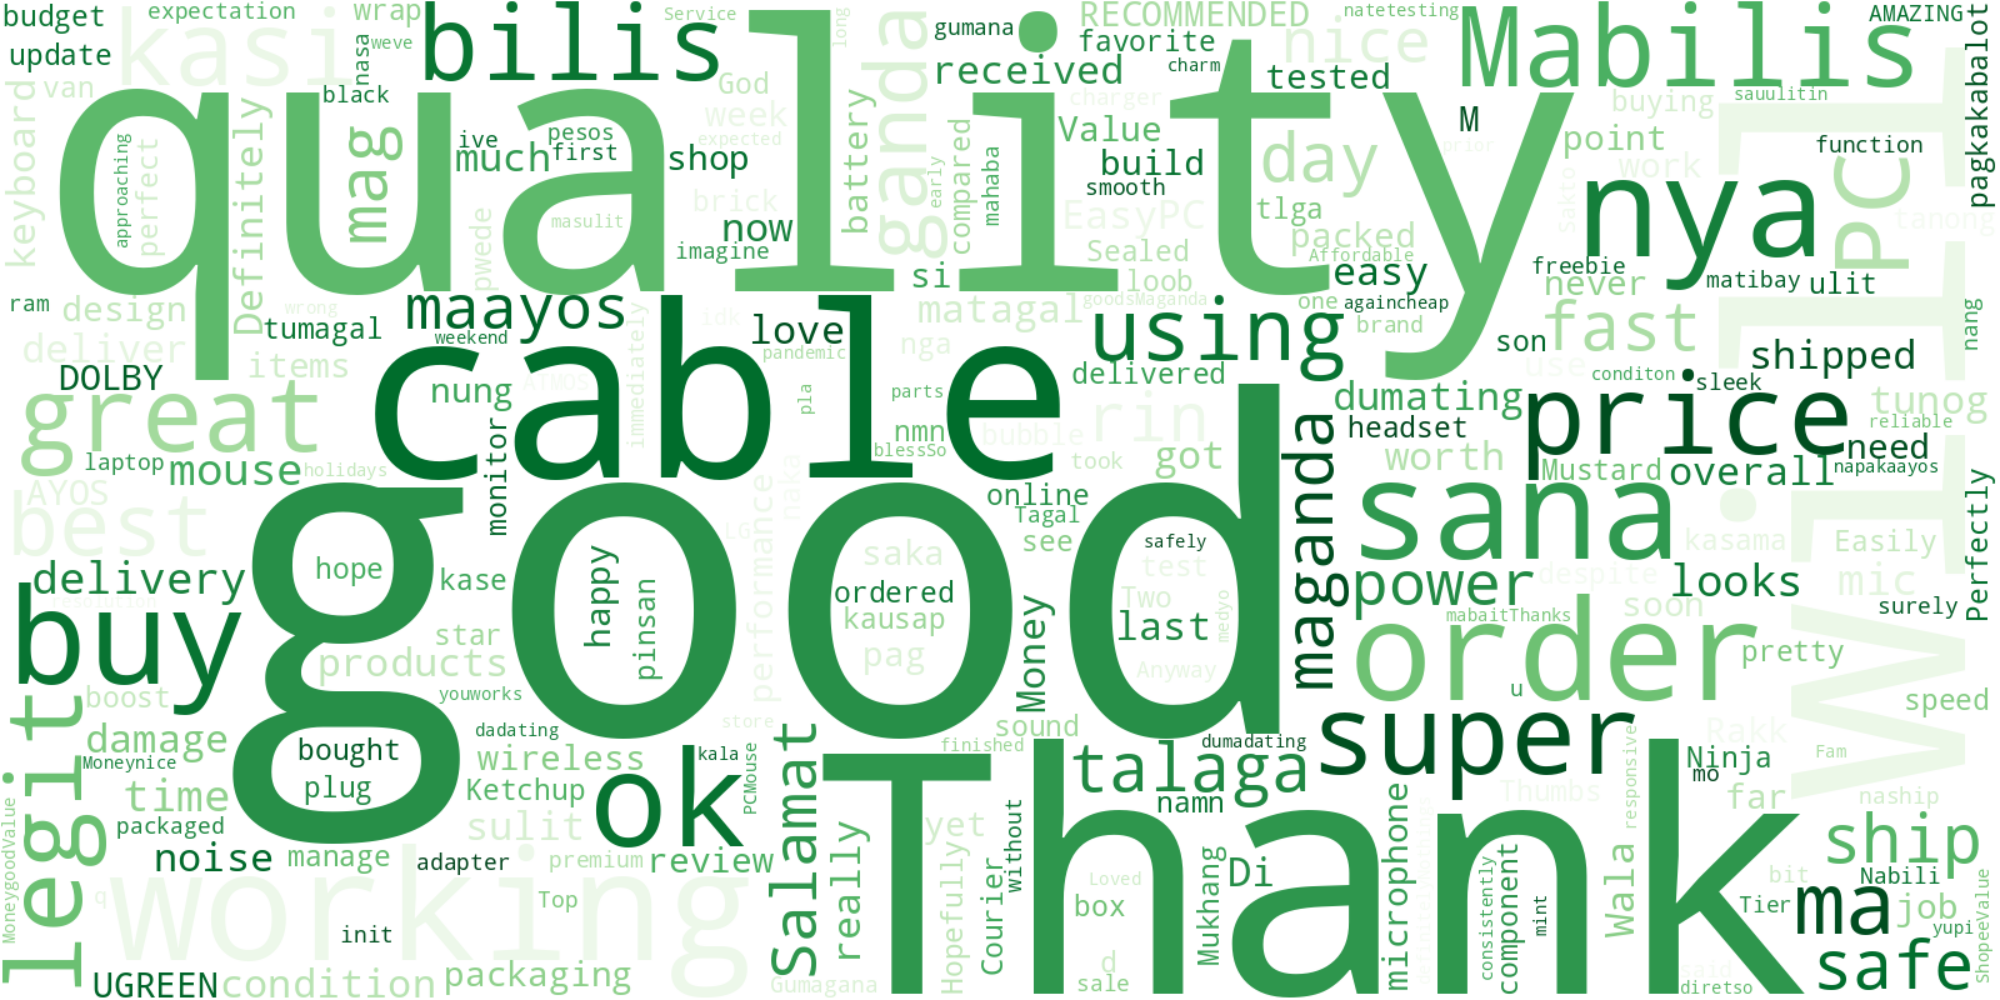 budget
expectation
wrap
Service
long
RECOMMENDED
natetesting
AMAZING
update
kasi
naasa
weve
bilis
gumana
favorite
nice
Mabilis
pagkakabalot
van
black
God
ganda
received
charm
tested
sauulitin
keyboard
quality
approaching
perfect
Definitely
mag
ive
pesos
much
first
week
expected
shop
battery
charger
Value
build
smooth
compared
early
mahaba
day
M
prior
buying
point
work
function
WiFi
PC
tanong
masulit
brick
now
imagine
EasyPC
tlga
packed
Sealed
Affordable
Sakto
nya
pwede
si
loob
easy
freebie
never
matibay
ulit
ram
design
wrong
tumagal
maayos
weekend
immediately
idk
love
pandemic
matagal
goodsMaganda
one
againcheap
using
brand
son
fast
nang
deliver
items
DOLBY
ATMOS
nga
delivered
use
shipped
conditon
sleek
great
cable
nung
pla
parts
rin
dumating
headset
price
tunog
reliable
need
laptop
mouse
holidays
monitor
nmn
blessSo
bubble
took
got
worth
Mustard
overall
napakaayos
AYOS
best
naka
LG
performance
online
Tagal
see
maganda
sana
kasama
Easily
Perfectly
good
delivery
hope
kase
happy
pinsan
saka
ordered
kausap
pag
safely
test
Two
last
medyo
Anyway
power
despite
looks
mic
resolution
buy
star
products
Money
mabaitThanks
soon
surely
order
pretty
boost
youworks
u
speed
legit
damage
Moneynice
bought
plug
dadating
wireless
store
kala
PCMouse
Salamat
sound
finished
dumadating
super
Rakk
Ninja
mo
Fam
time
Ketchup
ok
Thank
talaga
namn
responsive
Thumbs
far
naship
MoneygoodValue
packaged
sulit
yet
without
microphone
ship
noise
manage
adapter
premium
review
really
Hopefully
Courier
Loved
Mukhang
Di
consistently
component
mint
Wala
bit
Nabili
q
working
Top
box
Tier
ma
job
yupi
init
d
sale
said
diretso
safe
ShopeeValue
UGREEN
condition
packaging
Gumagana